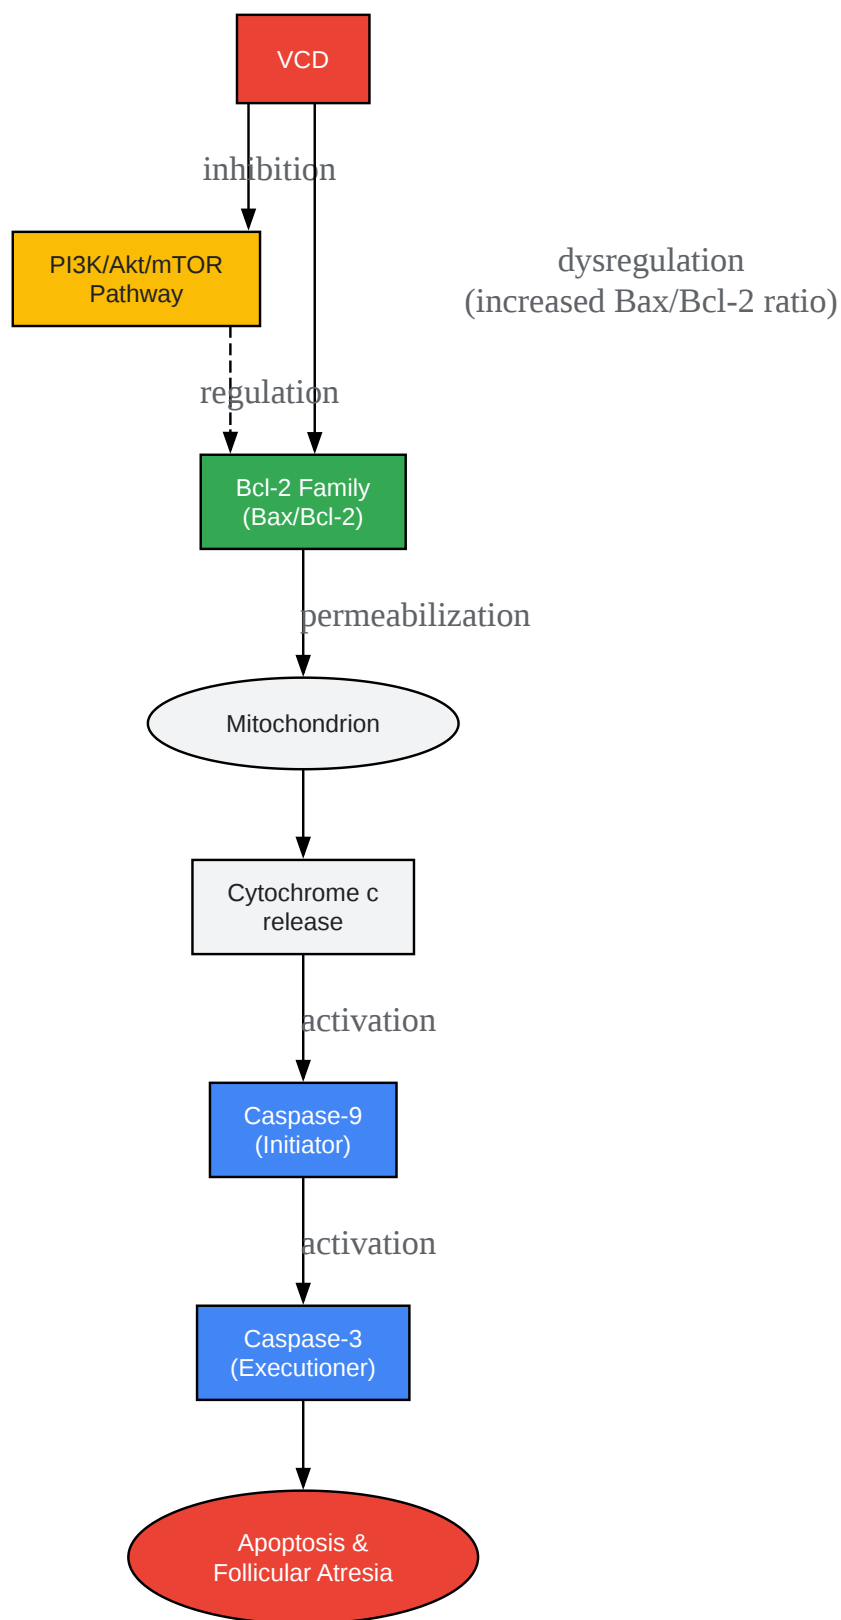 VCD
inhibition
PI3K/Akt/mTOR
Pathway
dysregulation
(increased Bax/Bcl-2 ratio)
regulation
Bcl-2 Family
(Bax/Bcl-2)
permeabilization
Mitochondrion
Cytochrome c
release
activation
Caspase-9
(Initiator)
activation
Caspase-3
(Executioner)
Apoptosis &
Follicular Atresia